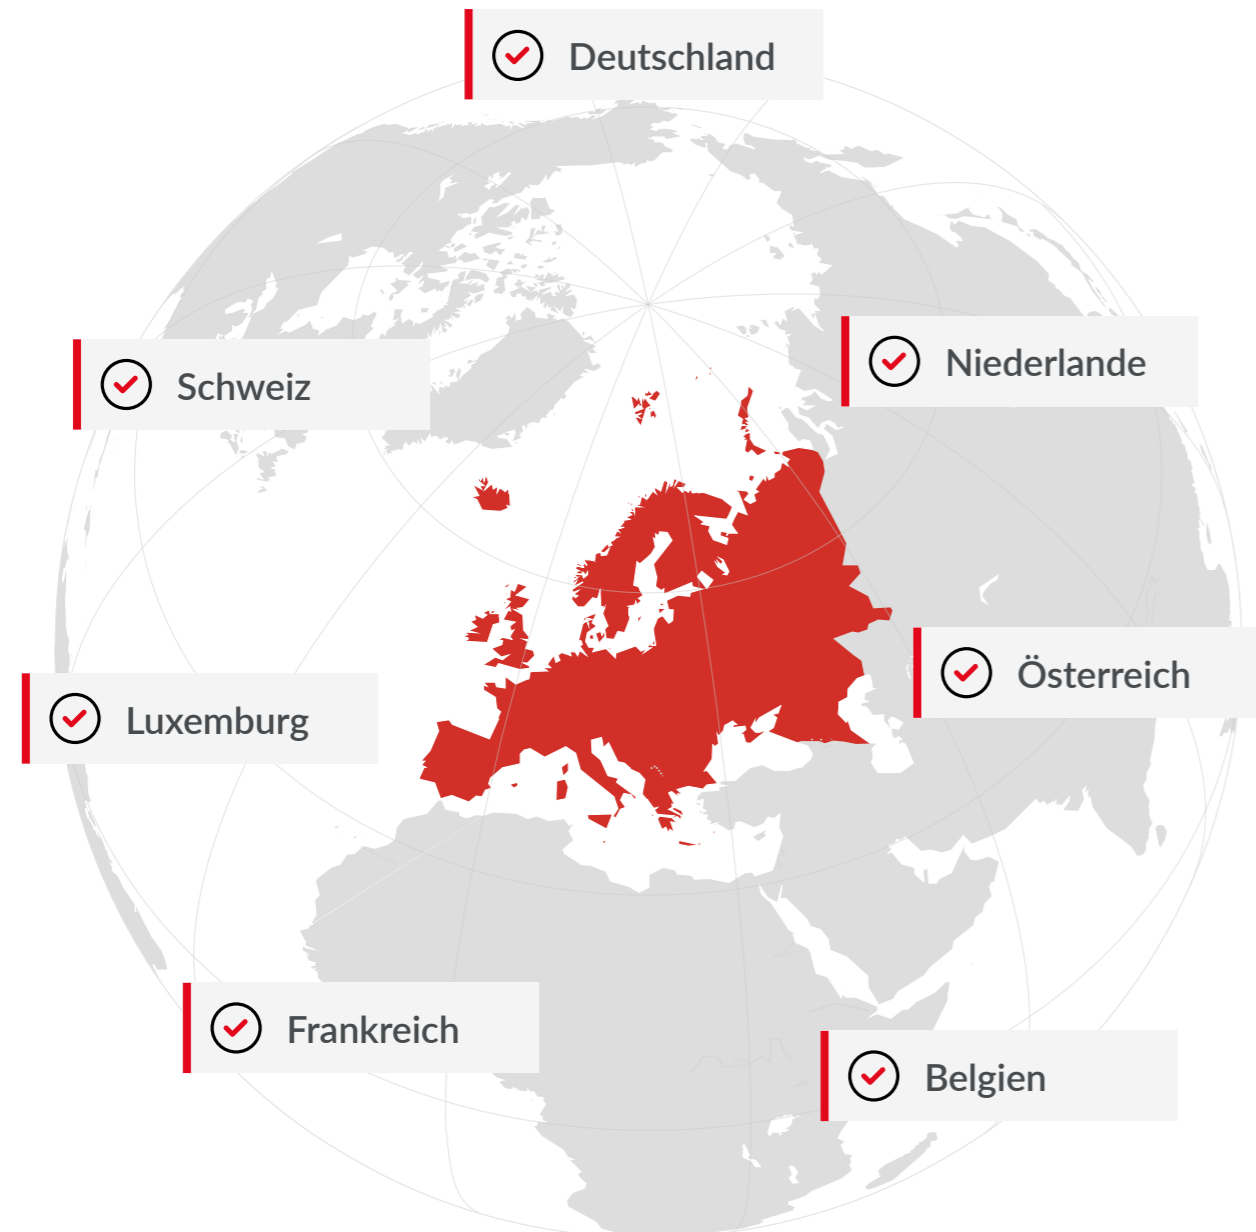 Deutschland
Niederlande
Schweiz
Österreich
Luxemburg
Frankreich
Belgien